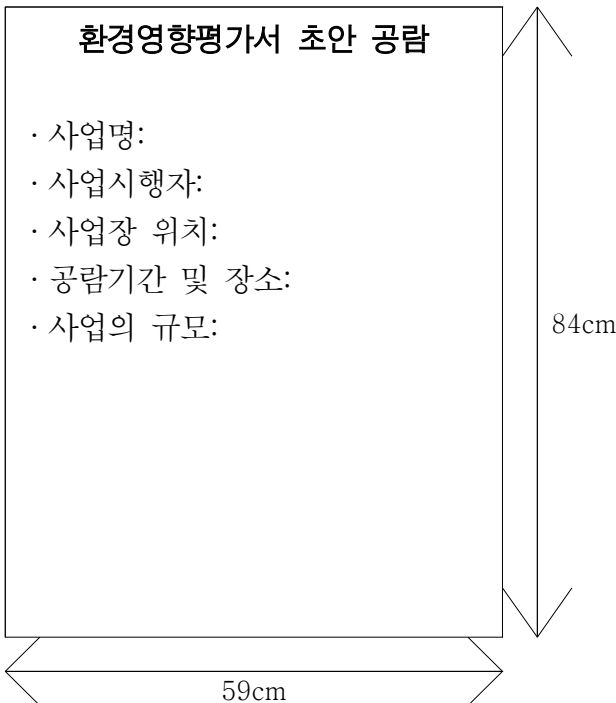 환경영향평가서 초안 공람
· 사업명:
· 사업시행자:
· 사업장 위치:
· 공람기간 및 장소:
· 사업의 규모:
84cm
59cm